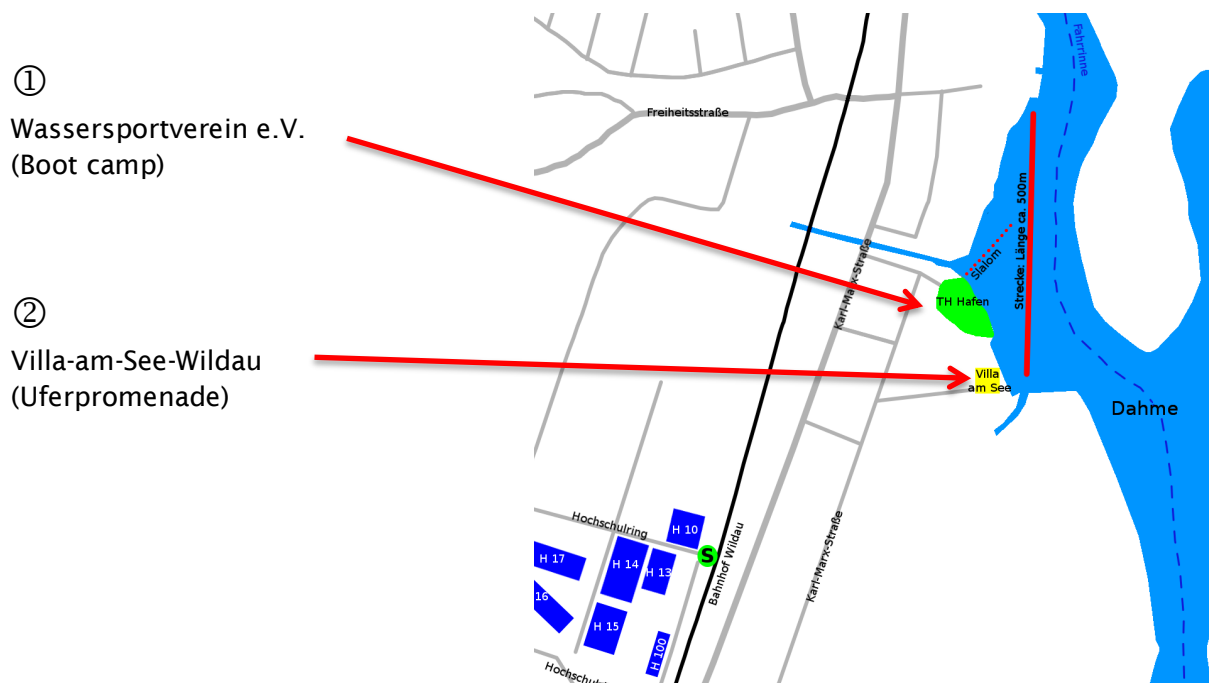 ①
Wassersportverein e.V.
(Boot camp)
②
Villa-am-See-Wildau
(Uferpromenade)
Fahrrinne
Freiheitsstraße
Strecke: Länge ca. 500m
Slalom
Karl-Marx-Straße
TH Hafen
Villa
am See
Dahme
Hochschulring
H 10
S
Bahnhof Wildau
Karl-Marx-Straße
H 17
H 14
H 13
16
H 15
H 100
Hochschulri